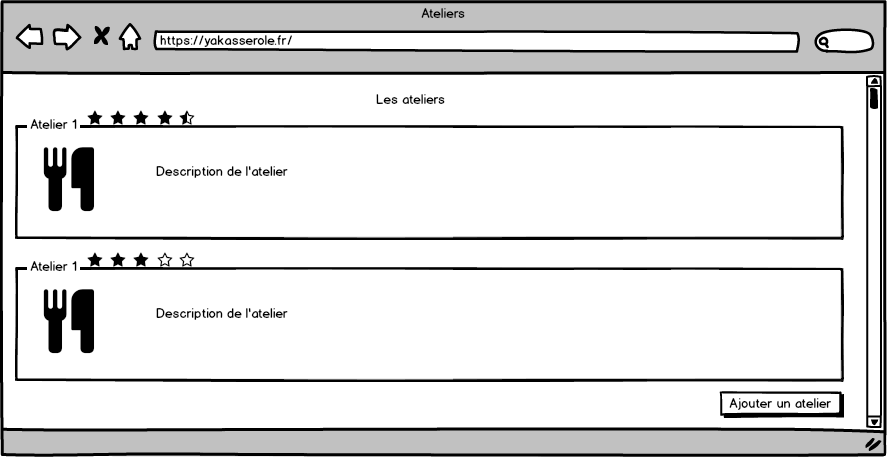 Ateliers
https://yakasserole.fr/
Les ateliers
Atelier 1
Description de l'atelier
Atelier 1
Description de l'atelier
Ajouter un atelier